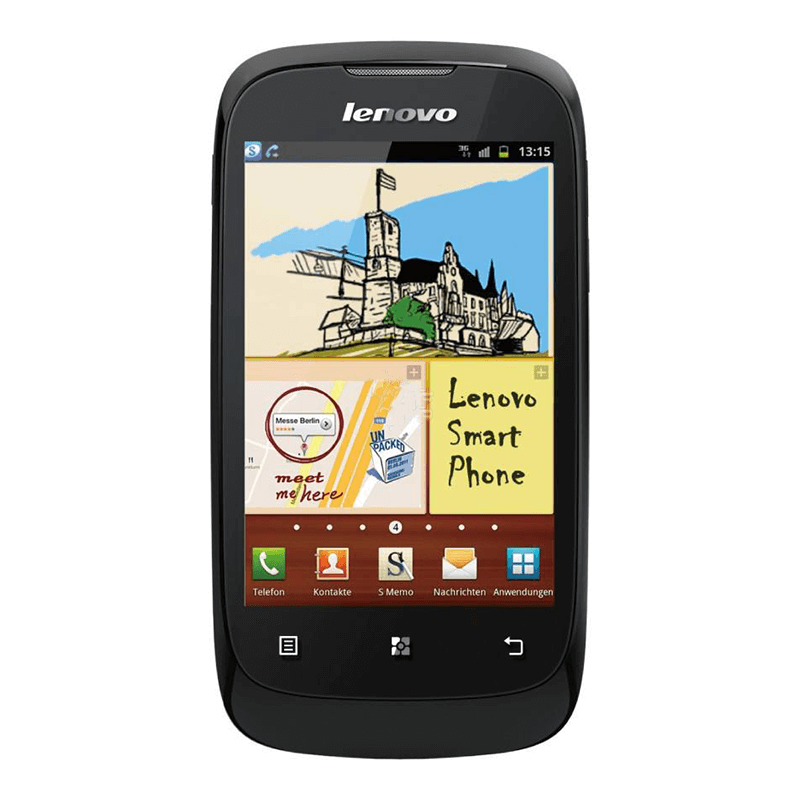 lenovo
S
3G
13:15
Messe Berlin
UN
PACKED
meet
me here
Lenovo
Smart
Phone
4
Telefon
Kontakte
S Memo
Nachrichten
Anwendungen